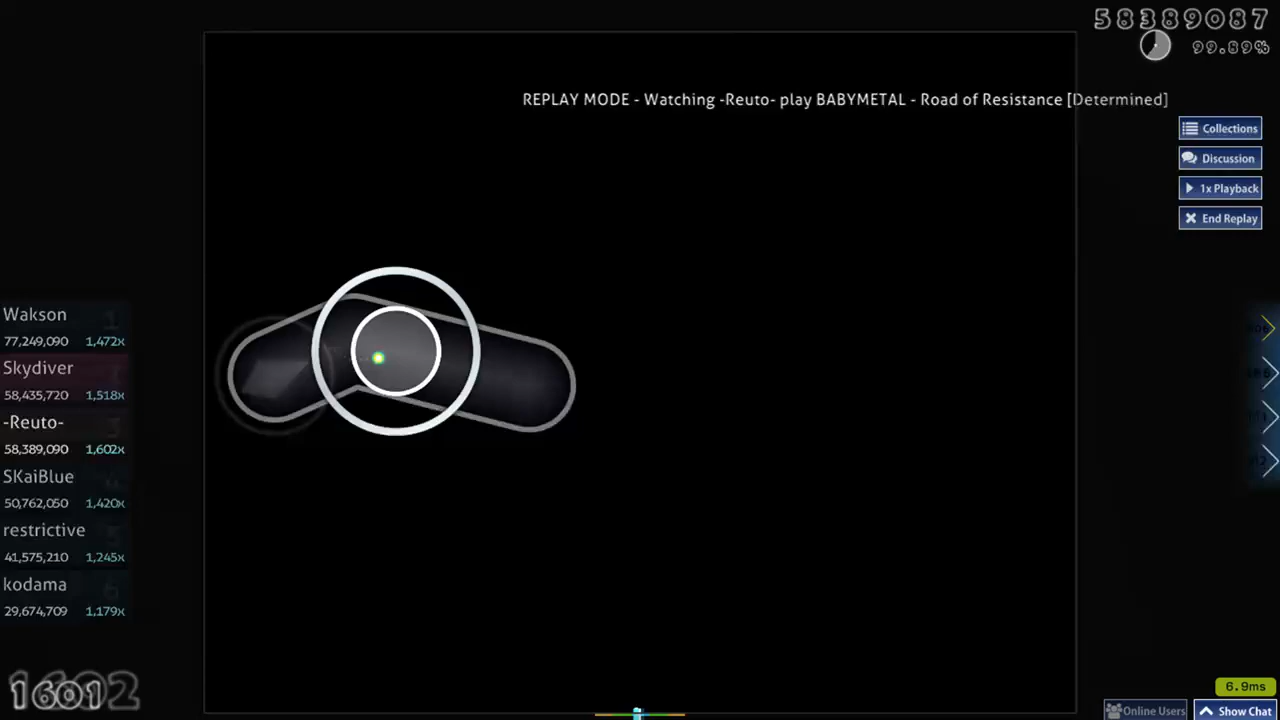 58389087
99.89%
REPLAY MODE - Watching -Reuto- play BABYMETAL - Road of Resistance [Determined]
Collections
Discussion
1x Playback
End Replay
Wakson
77,249,090 1,472x
Skydiver
58,435,720 1,518x
-Reuto-
58,389,090 1,602x
SKaiBlue
50,762,050 1,420x
restrictive
41,575,210 1,245x
kodama
29,674,709 1,179x
1601
6.9ms
Online Users
Show Chat